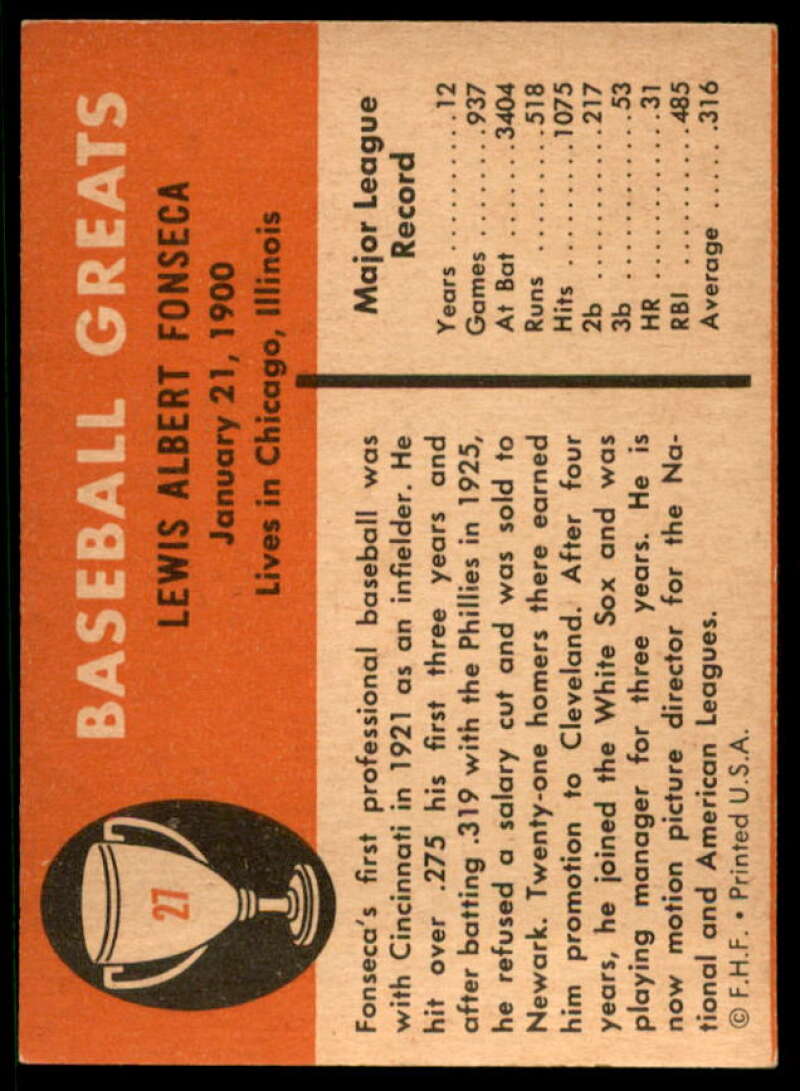 27
BASEBALL GREATS
LEWIS ALBERT FONSECA
January 21, 1900
Lives in Chicago, Illinois
Fonseca's first professional baseball was
with Cincinnati in 1921 as an infielder. He
hit over .275 his first three years and
after batting .319 with the Phillies in 1925,
he refused a salary cut and was sold to
Newark. Twenty-one homers there earned
him promotion to Cleveland. After four
years, he joined the White Sox and was
playing manager for three years. He is
now motion picture director for the Na-
tional and American Leagues.
© F.H.F. • Printed U.S.A.
Major League
Record
Years ..........12
Games ........937
At Bat .......3404
Runs .........518
Hits .........1075
2b ...........217
3b ............53
HR ............31
RBI ..........485
Average ......316